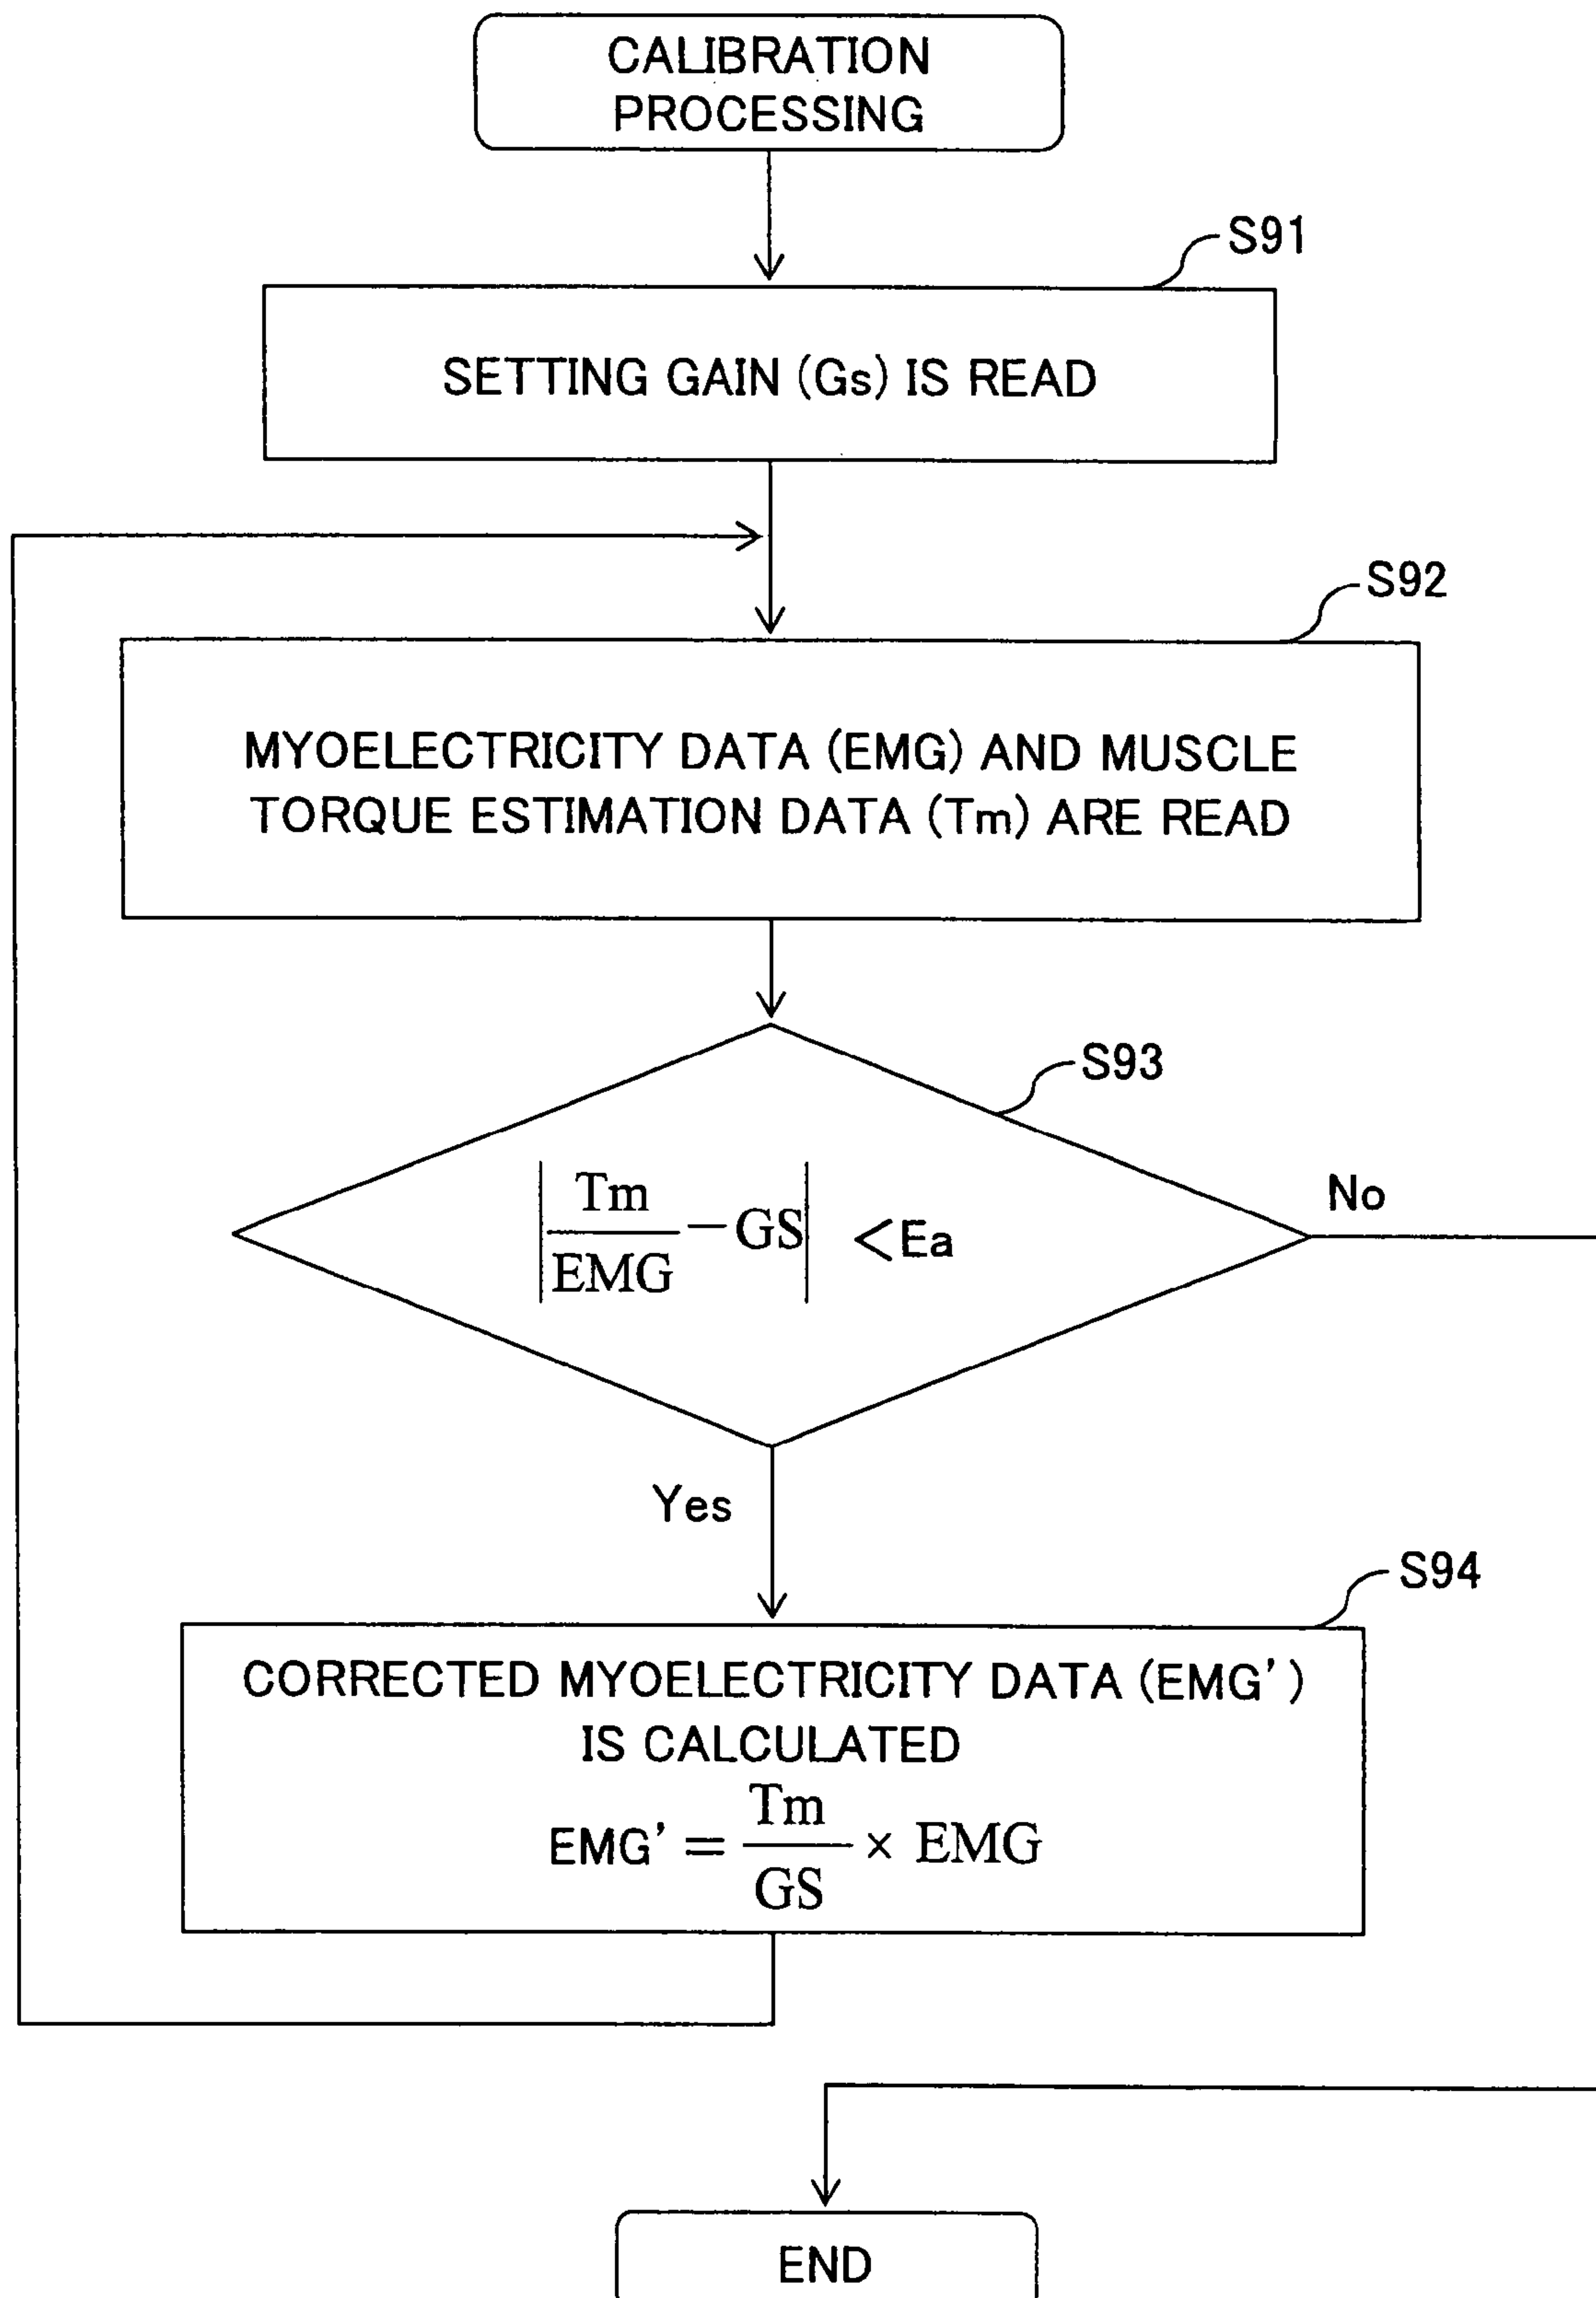 CALIBRATION
PROCESSING
S91
SETTING GAIN (Gs) IS READ
S92
MYOELECTRICITY DATA (EMG) AND MUSCLE
TORQUE ESTIMATION DATA (Tm) ARE READ
S93
|Tm/EMG − GS| < Ea
No
Yes
S94
CORRECTED MYOELECTRICITY DATA (EMG')
IS CALCULATED
EMG' = Tm/GS × EMG
END